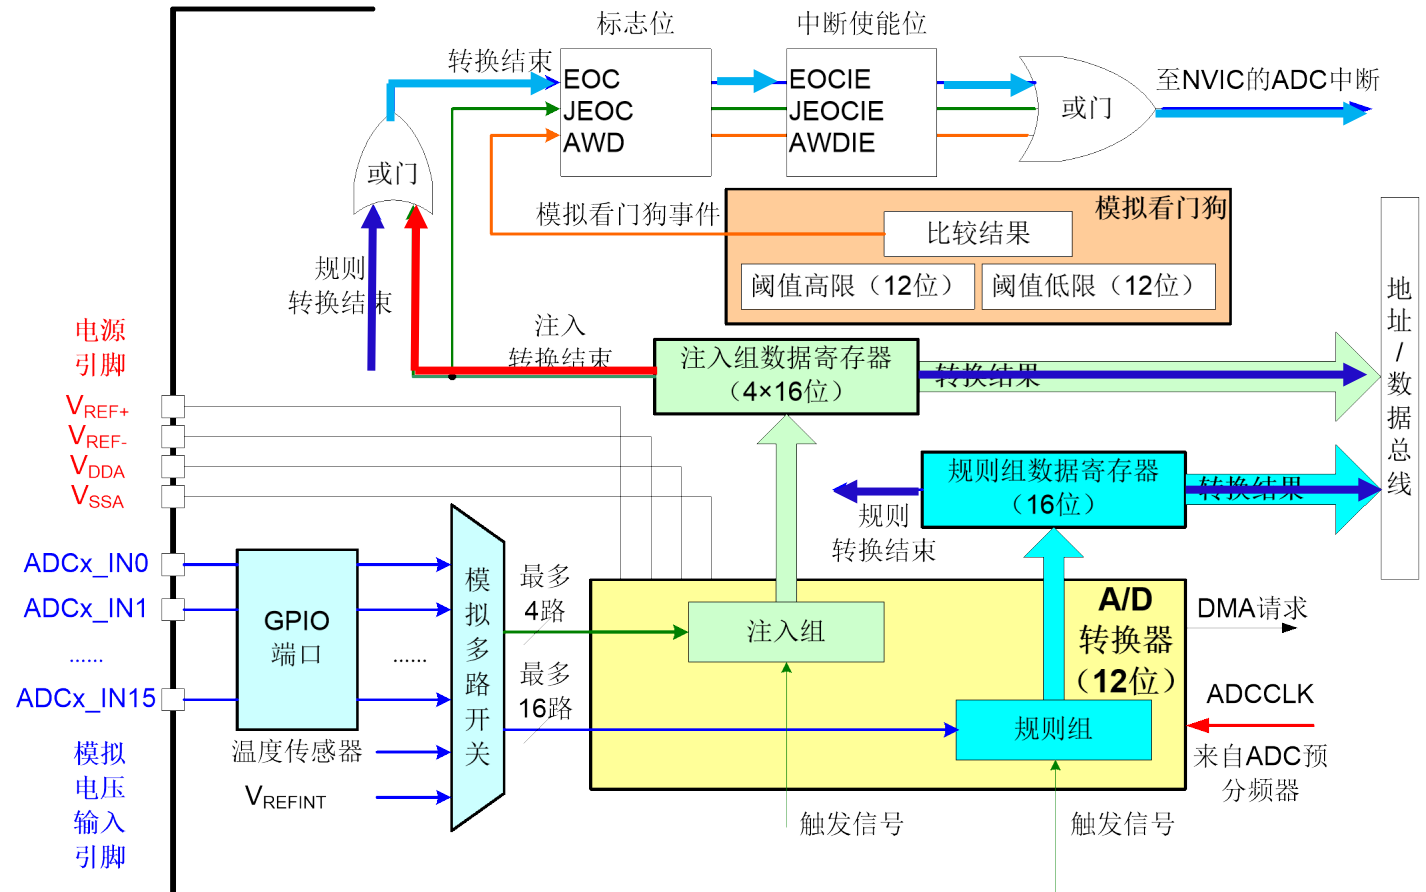 标志位
中断使能位
转换结束
EOC
JEOC
AWD
EOCIE
JEOCIE
AWDIE
或门
至NVIC的ADC中断
或门
模拟看门狗事件
模拟看门狗
比较结果
阈值高限（12位）
阈值低限（12位）
规则
转换结束
注入
转换结束
注入组数据寄存器
（4×16位）
转换结果
地址/数据总线
电源
引脚
VREF+
VREF-
VDDA
VSSA
规则组数据寄存器
（16位）
转换结果
规则
转换结束
ADCx_IN0
ADCx_IN1
......
ADCx_IN15
GPIO
端口
......
模拟多路开关
最多
4路
最多
16路
注入组
规则组
A/D
转换器
（12位）
DMA请求
ADCCLK
来自ADC预
分频器
温度传感器
VREFINT
模拟
电压
输入
引脚
触发信号
触发信号